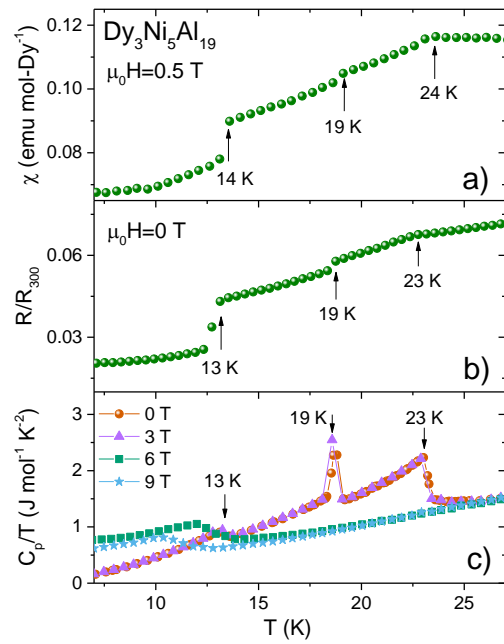 Dy₃Ni₅Al₁₉
μ₀H=0.5 T
χ (emu mol-Dy⁻¹)
0.12
0.10
0.08
14 K
19 K
24 K
a)
μ₀H=0 T
R/R₃₀₀
0.06
0.03
13 K
19 K
23 K
b)
Cₚ/T (J mol⁻¹ K⁻²)
3
2
1
0
0 T
3 T
6 T
9 T
13 K
19 K
23 K
c)
10 15 20 25
T (K)